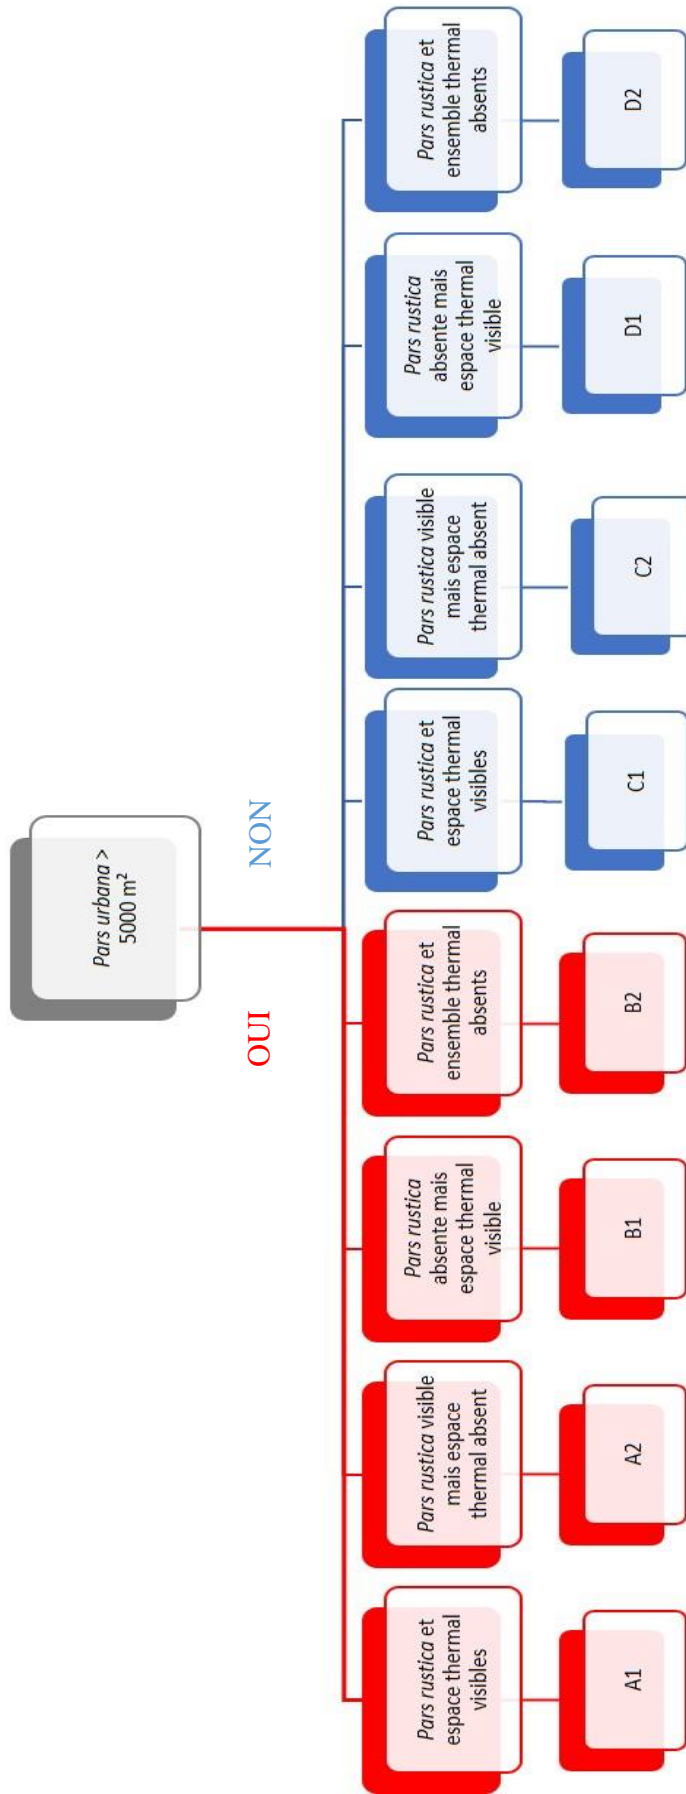 Pars urbana >
5000 m²
OUI
NON
Pars rustica et
espace thermal
visibles
Pars rustica visible
mais espace
thermal absent
Pars rustica
absente mais
espace thermal
visible
Pars rustica et
ensemble thermal
absents
Pars rustica et
espace thermal
visibles
Pars rustica visible
mais espace
thermal absent
Pars rustica
absente mais
espace thermal
visible
Pars rustica et
ensemble thermal
absents
A1
A2
B1
B2
C1
C2
D1
D2